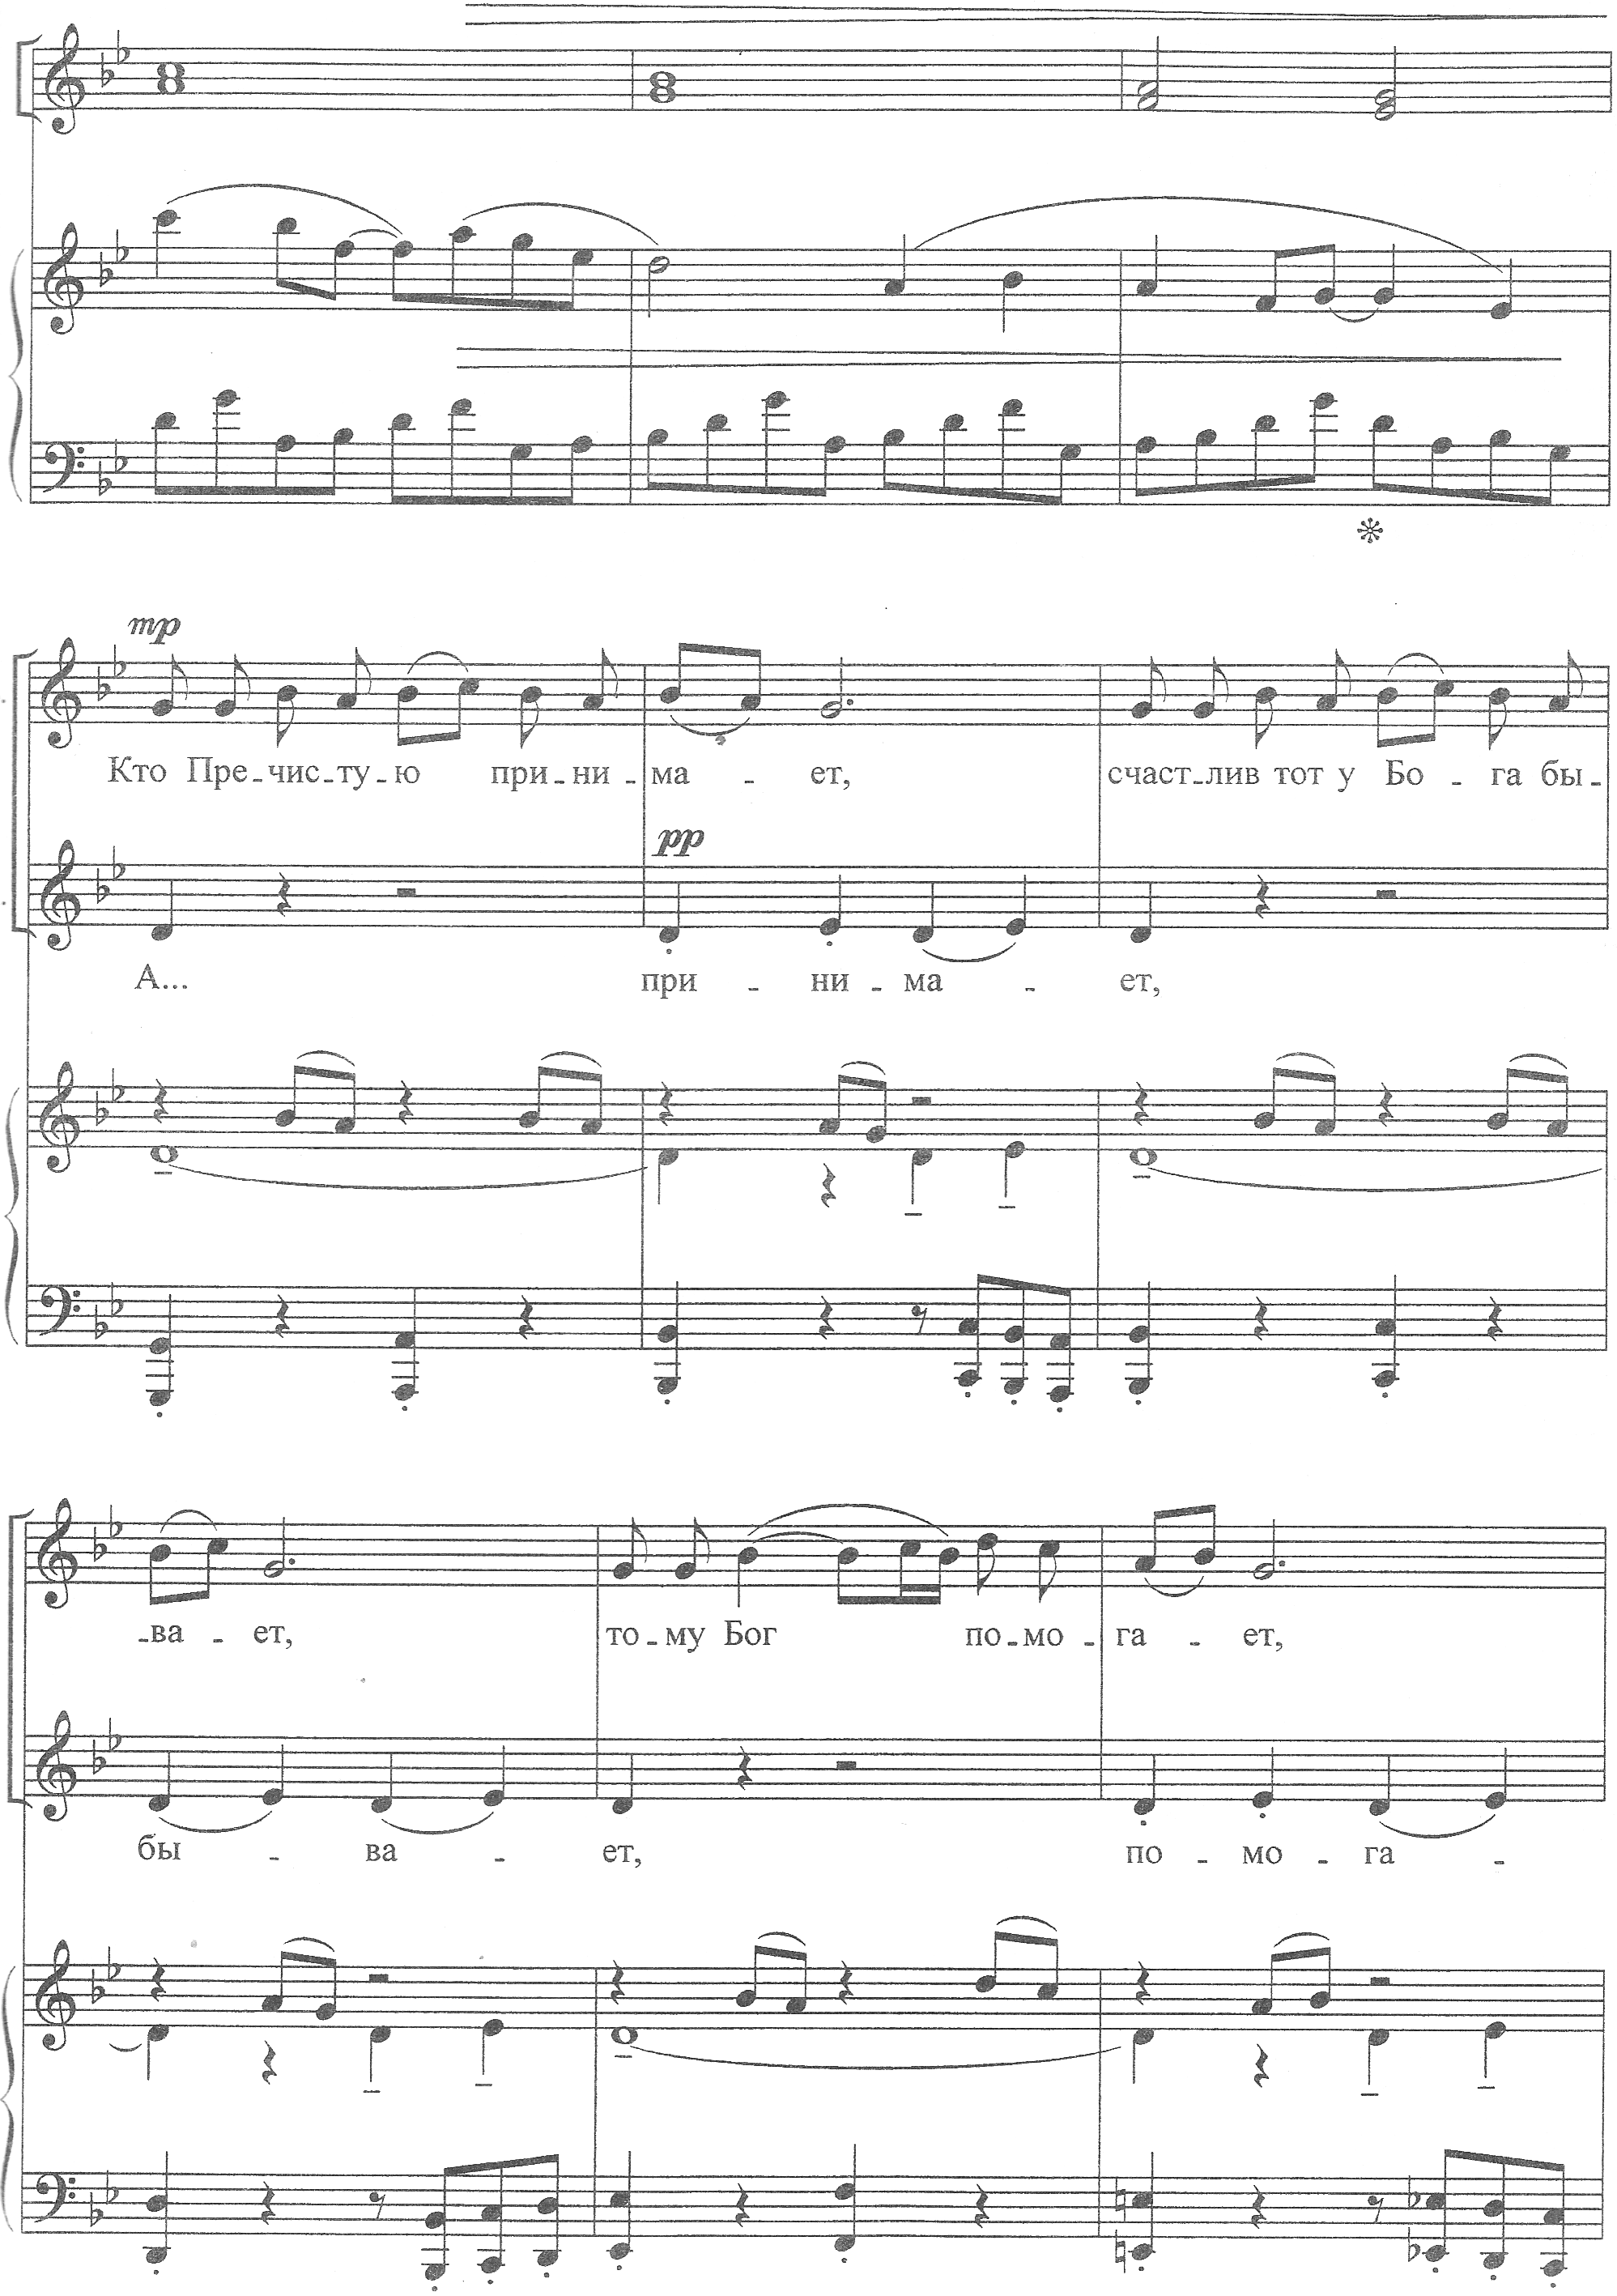 mp
Кто Пре-чис-ту-ю при-ни-ма - ет, счаст-лив тот у Бо - га бы-
pp
А... при - ни - ма - ет,
-ва - ет, то-му Бог по-мо-га - ет,
бы - ва - ет, по - мо - га -